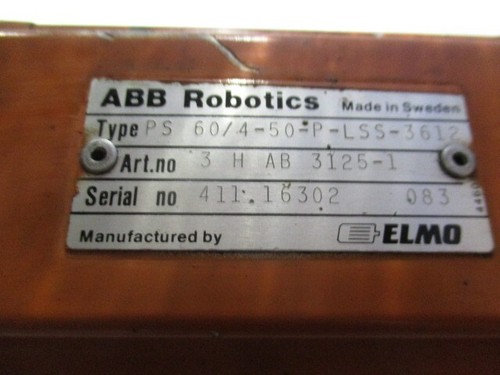 ABB Robotics Made in Sweden
Type PS 60/4-50-P-LSS-3612
Art.no 3 H AB 3125-1
Serial no 411.16302 083
Manufactured by ELMO